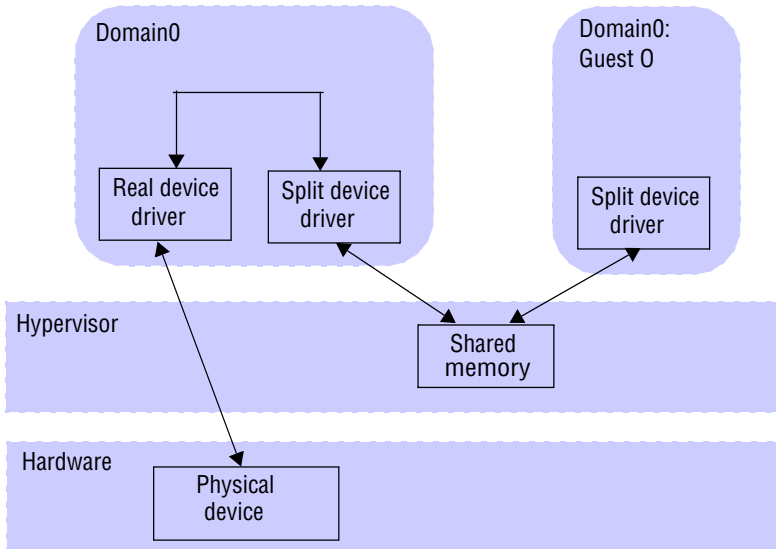 Domain0
Domain0:
Guest O
Real device
driver
Split device
driver
Split device
driver
Hypervisor
Shared
memory
Hardware
Physical
device